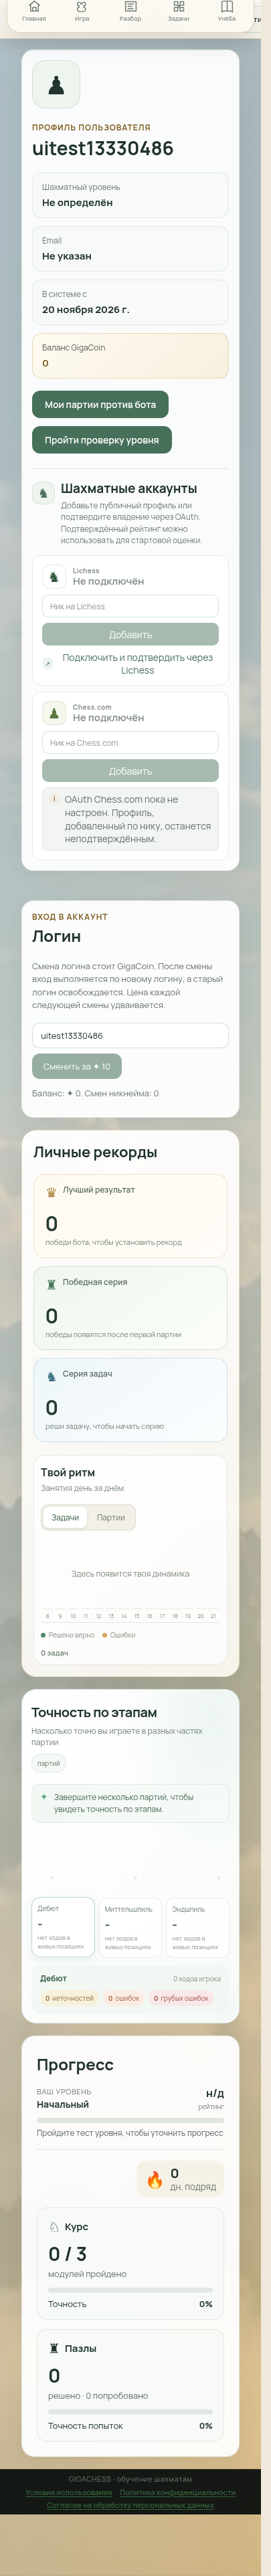 Главная Игра Разбор Задачи Учёба
ПРОФИЛЬ ПОЛЬЗОВАТЕЛЯ
uitest13330486
Шахматный уровень
Не определён
Email
Не указан
В системе с
20 ноября 2026 г.
Баланс GigaCoin
0
Мои партии против бота
Пройти проверку уровня
Шахматные аккаунты
Добавьте публичный профиль или
подтвердите владение через OAuth.
Подтверждённый рейтинг можно
использовать для стартовой оценки.
Lichess
Не подключён
Ник на Lichess
Добавить
Подключить и подтвердить через
Lichess
Chess.com
Не подключён
Ник на Chess.com
Добавить
OAuth Chess.com пока не
настроен. Профиль,
добавленный по нику, останется
неподтверждённым.
ВХОД В АККАУНТ
Логин
Смена логина стоит GigaCoin. После смены
вход выполняется по новому логину, а старый
логин освобождается. Цена каждой
следующей смены удваивается.
uitest13330486
Сменить за ✦ 10
Баланс: ✦ 0. Смен никнейма: 0.
Личные рекорды
Лучший результат
0
победи бота, чтобы установить рекорд
Победная серия
0
победы появятся после первой партии
Серия задач
0
реши задачу, чтобы начать серию
Твой ритм
Занятия день за днём
Задачи Партии
Здесь появится твоя динамика
8 9 10 11 12 13 14 15 16 17 18 19 20 21
Решено верно Ошибки
0 задач
Точность по этапам
Насколько точно вы играете в разных частях
партии
партий
Завершите несколько партий, чтобы
увидеть точность по этапам.
Дебют Миттельшпиль Эндшпиль
– – –
нет ходов в нет ходов в нет ходов в
живых позициях живых позициях живых позициях
Дебют 0 ходов игрока
0 неточностей 0 ошибок 0 грубых ошибок
Прогресс
ВАШ УРОВЕНЬ н/д
Начальный рейтинг
Пройдите тест уровня, чтобы уточнить прогресс
0
дн. подряд
Курс
0 / 3
модулей пройдено
Точность 0%
Пазлы
0
решено · 0 попробовано
Точность попыток 0%
GIGACHESS · обучение шахматам
Условия использования Политика конфиденциальности
Согласие на обработку персональных данных